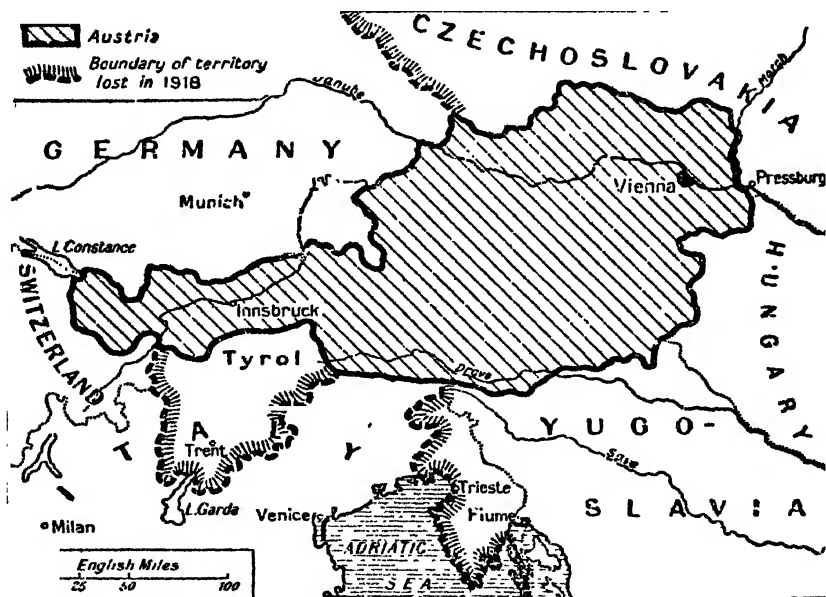 Austria
Boundary of territory
lost in 1918
CZECHOSLOVAKIA
March
Danube
GERMANY
Munich
Vienna
Pressburg
L. Constance
SWITZERLAND
Innsbruck
HUNGARY
Tyrol
Drave
ITALY
YUGO-
SLAVIA
Save
Trent
L. Garda
Trieste
Venice
Fiume
Milan
ADRIATIC
SEA
English Miles
25 50 100